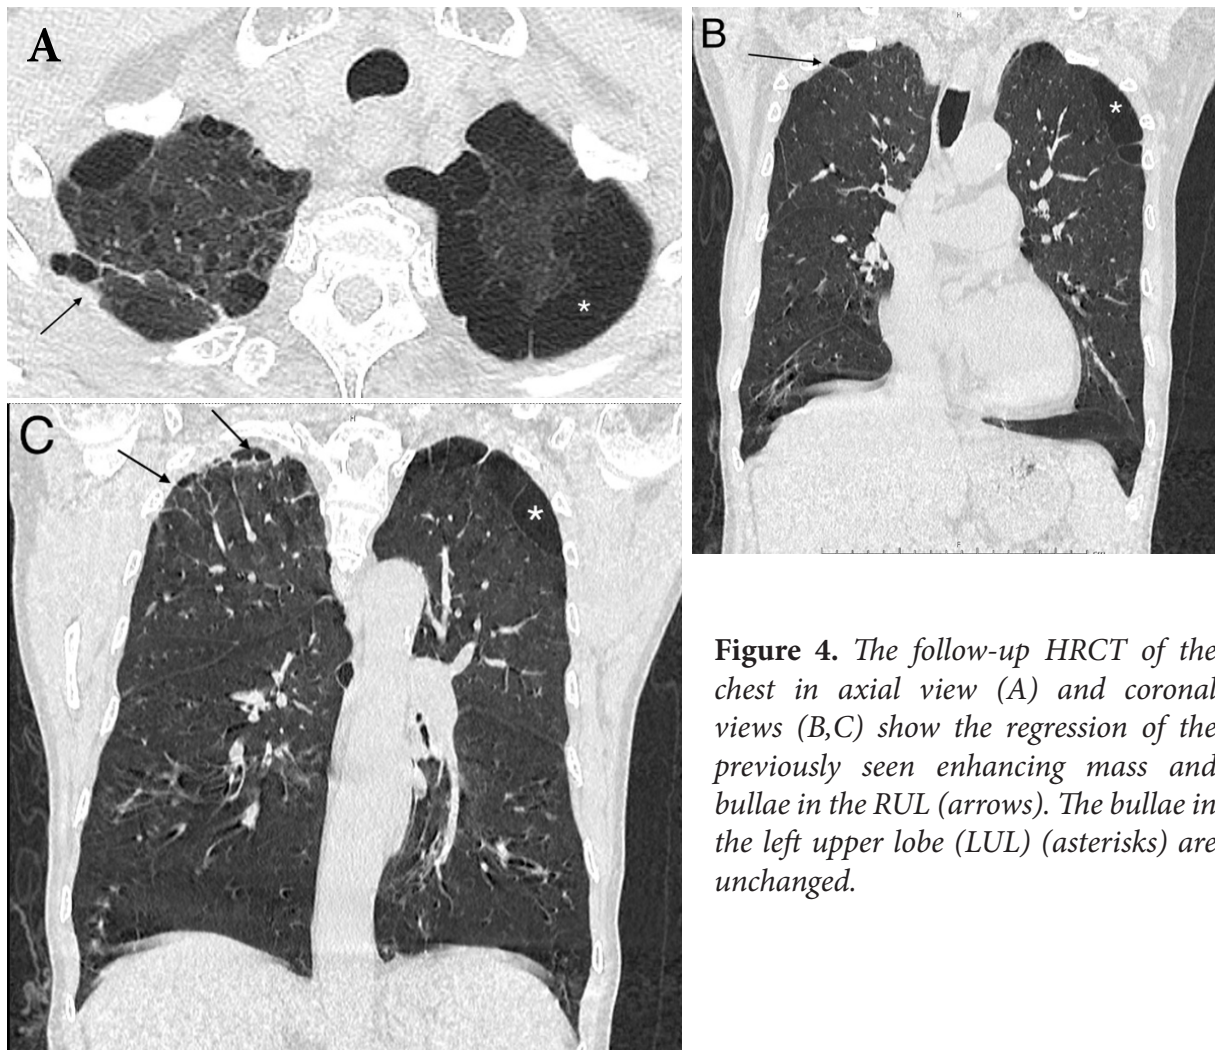 A
B
C
*
*
*
H
H
F
Figure 4. The follow-up HRCT of the
chest in axial view (A) and coronal
views (B,C) show the regression of the
previously seen enhancing mass and
bullae in the RUL (arrows). The bullae in
the left upper lobe (LUL) (asterisks) are
unchanged.